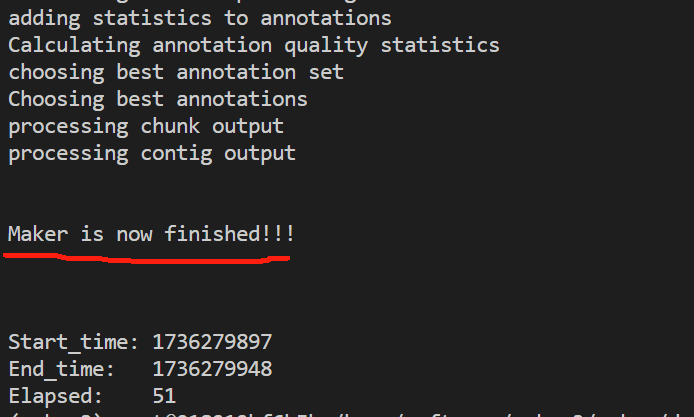 adding statistics to annotations
Calculating annotation quality statistics
choosing best annotation set
Choosing best annotations
processing chunk output
processing contig output
Maker is now finished!!!
Start_time: 1736279897
End_time: 1736279948
Elapsed: 51